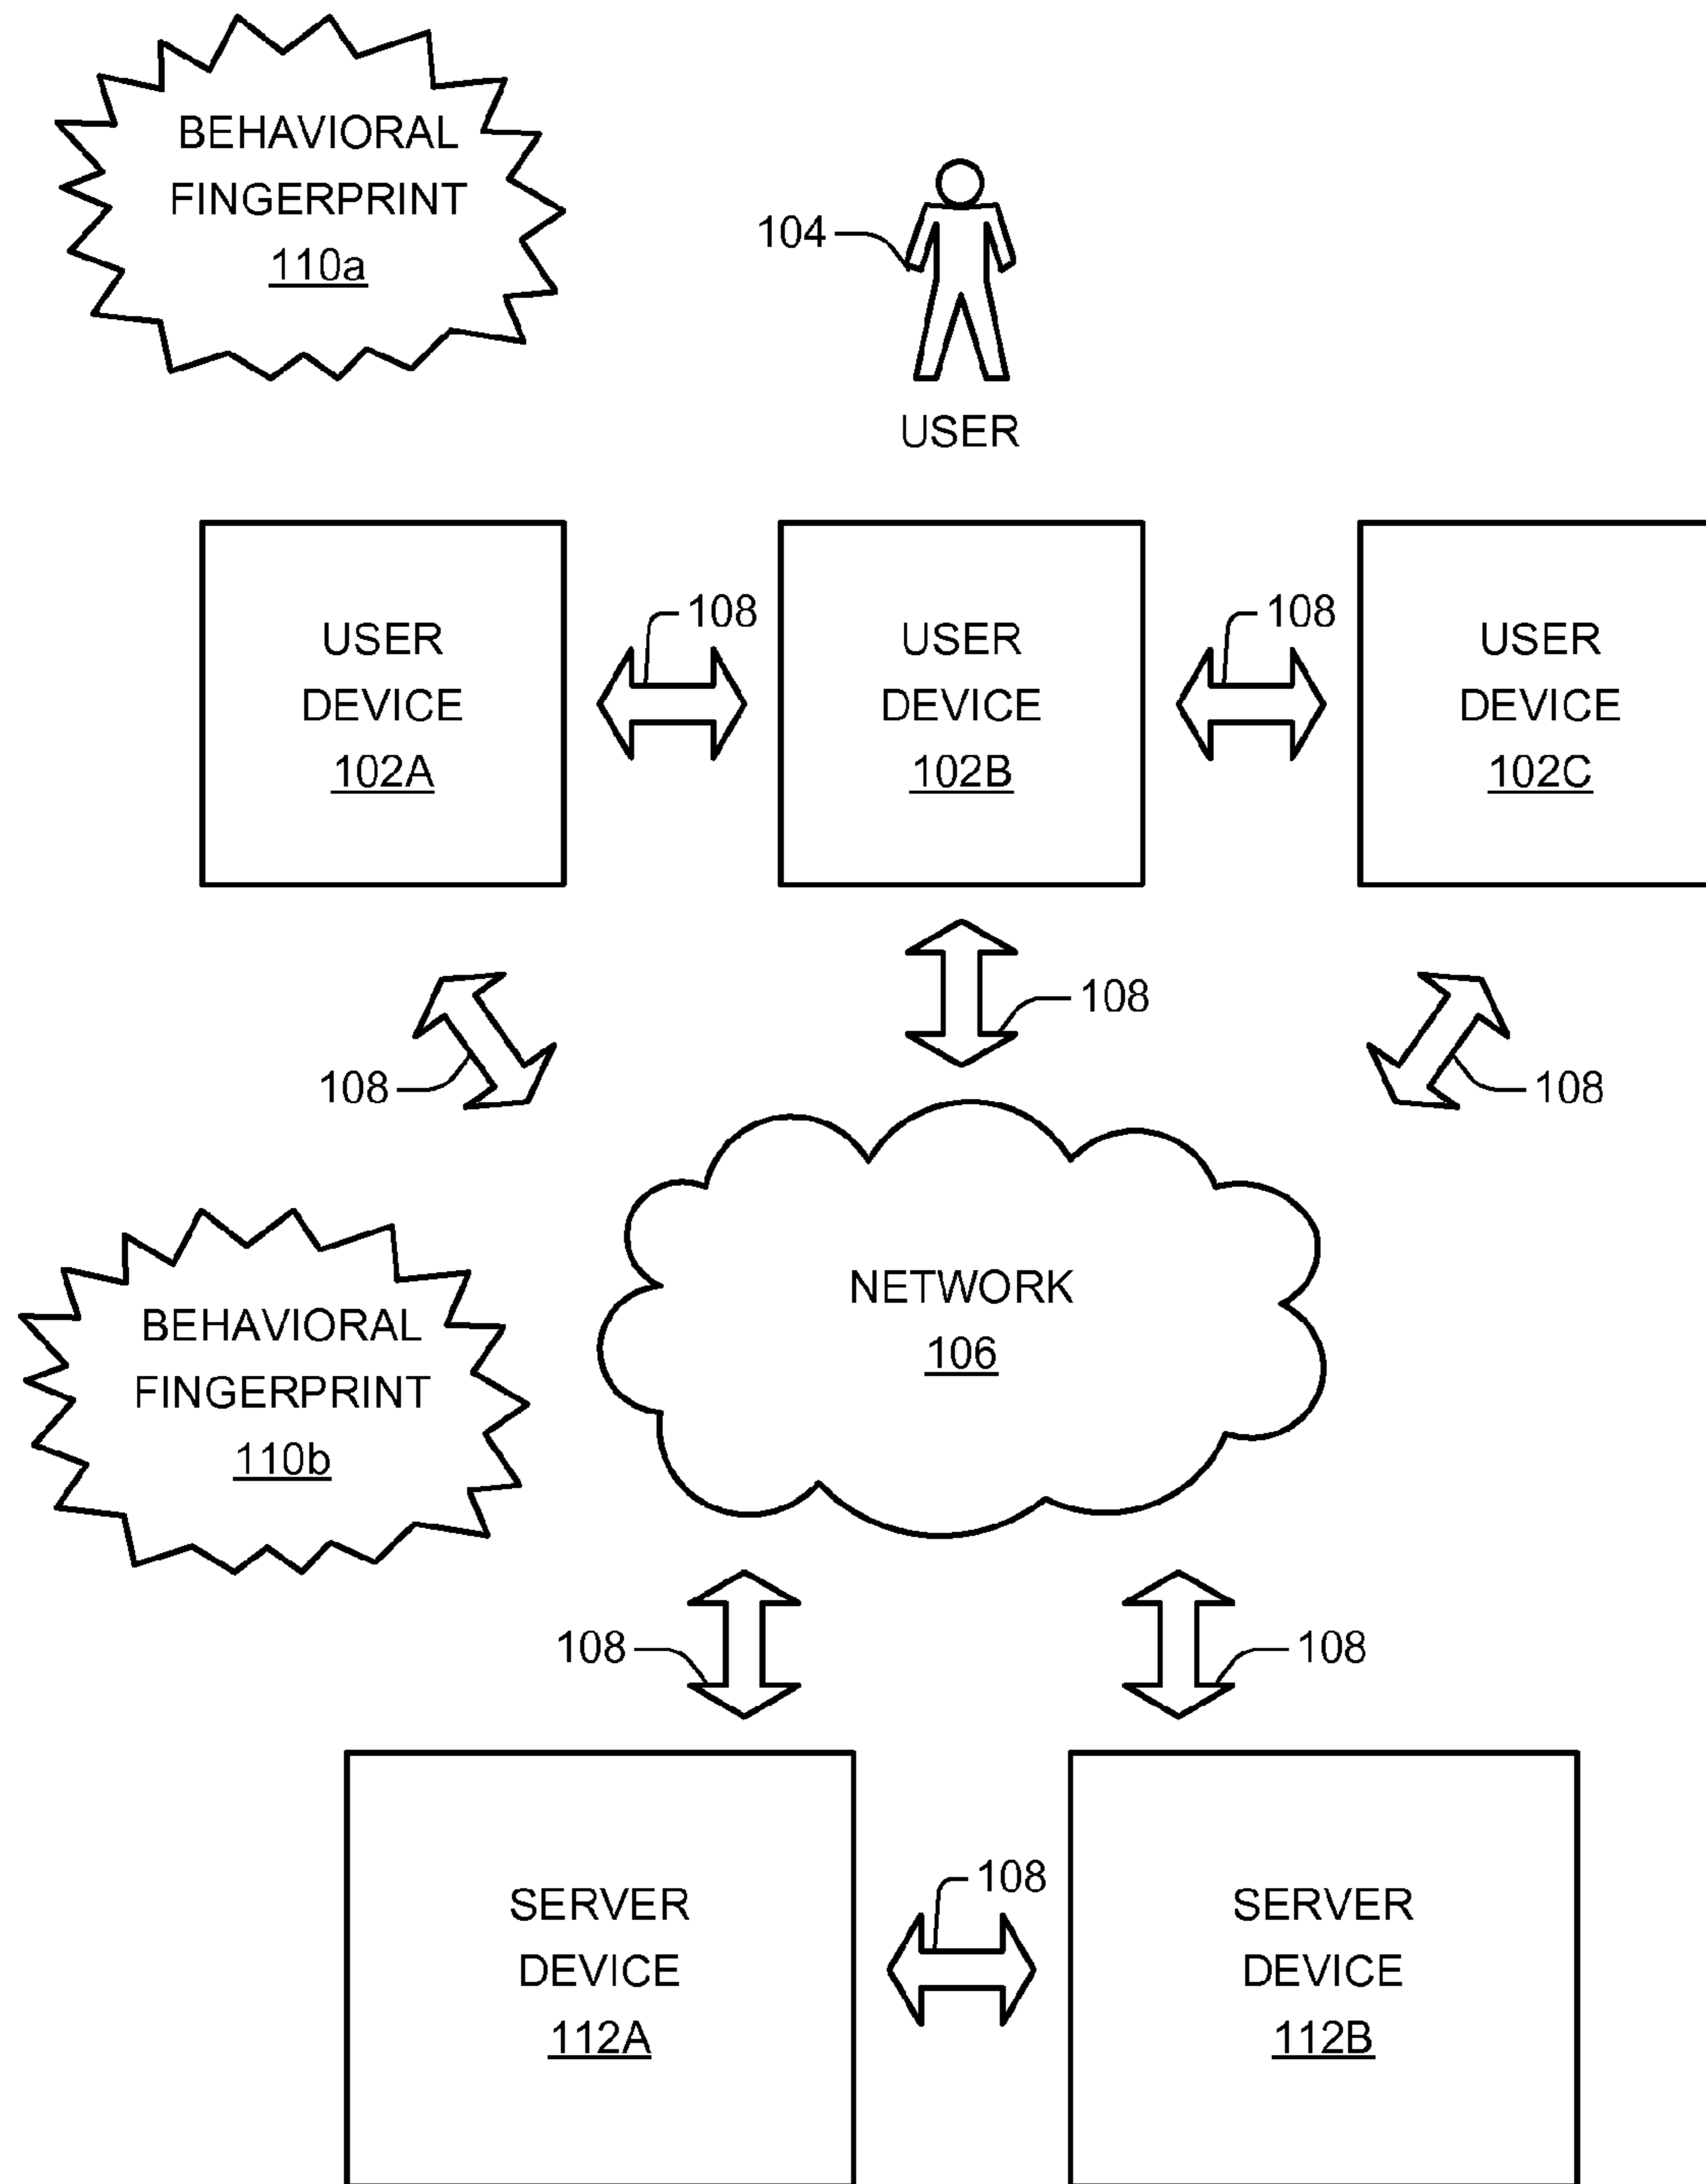 BEHAVIORAL
FINGERPRINT
110a
104
USER
USER
DEVICE
102A
108
USER
DEVICE
102B
108
USER
DEVICE
102C
108
108
108
BEHAVIORAL
FINGERPRINT
110b
NETWORK
106
108
108
SERVER
DEVICE
112A
108
SERVER
DEVICE
112B